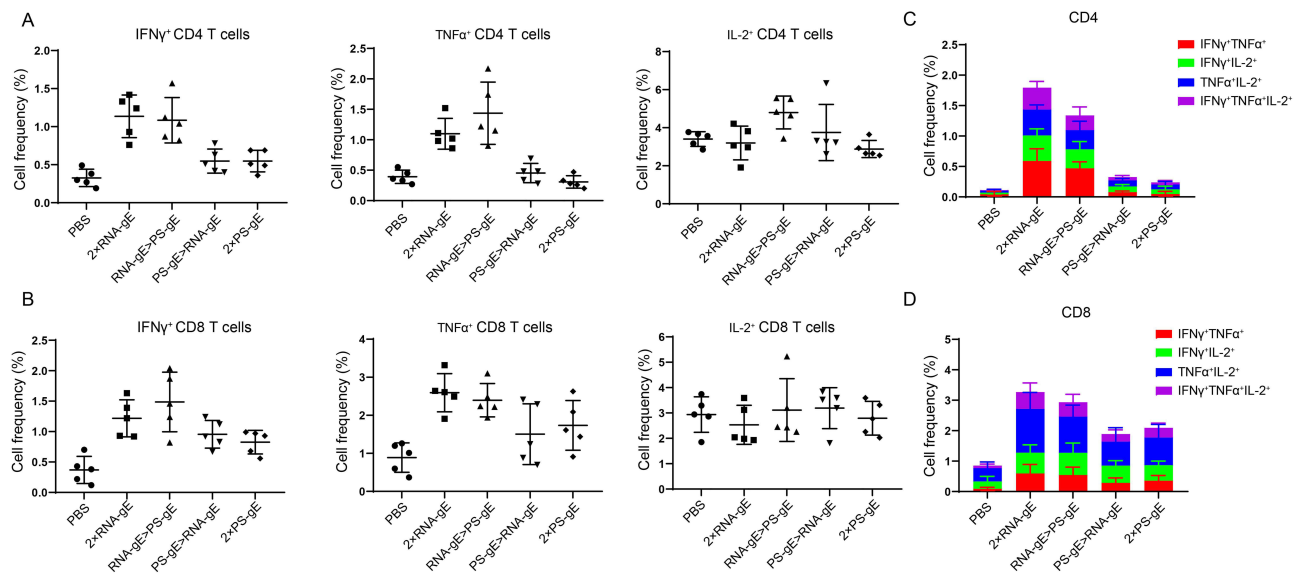 A
IFNγ⁺ CD4 T cells
Cell frequency (%)
2.0
1.5
1.0
0.5
0.0
PBS
2×RNA-gE
RNA-gE>PS-gE
PS-gE>RNA-gE
2×PS-gE
TNFα⁺ CD4 T cells
Cell frequency (%)
2.5
2.0
1.5
1.0
0.5
0.0
PBS
2×RNA-gE
RNA-gE>PS-gE
PS-gE>RNA-gE
2×PS-gE
IL-2⁺ CD4 T cells
Cell frequency (%)
8
6
4
2
0
PBS
2×RNA-gE
RNA-gE>PS-gE
PS-gE>RNA-gE
2×PS-gE
C
CD4
Cell frequency (%)
2.5
2.0
1.5
1.0
0.5
0.0
PBS
2×RNA-gE
RNA-gE>PS-gE
PS-gE>RNA-gE
2×PS-gE
IFNγ⁺TNFα⁺
IFNγ⁺IL-2⁺
TNFα⁺IL-2⁺
IFNγ⁺TNFα⁺IL-2⁺
B
IFNγ⁺ CD8 T cells
Cell frequency (%)
2.5
2.0
1.5
1.0
0.5
0.0
PBS
2×RNA-gE
RNA-gE>PS-gE
PS-gE>RNA-gE
2×PS-gE
TNFα⁺ CD8 T cells
Cell frequency (%)
4
3
2
1
0
PBS
2×RNA-gE
RNA-gE>PS-gE
PS-gE>RNA-gE
2×PS-gE
IL-2⁺ CD8 T cells
Cell frequency (%)
6
5
4
3
2
1
0
PBS
2×RNA-gE
RNA-gE>PS-gE
PS-gE>RNA-gE
2×PS-gE
D
CD8
Cell frequency (%)
5
4
3
2
1
0
PBS
2×RNA-gE
RNA-gE>PS-gE
PS-gE>RNA-gE
2×PS-gE
IFNγ⁺TNFα⁺
IFNγ⁺IL-2⁺
TNFα⁺IL-2⁺
IFNγ⁺TNFα⁺IL-2⁺